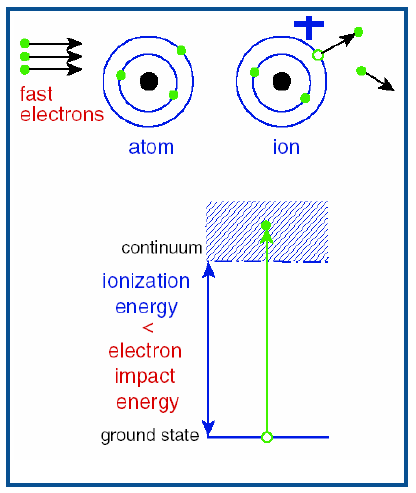 fast
electrons
atom
+
ion
continuum
ionization
energy
<
electron
impact
energy
ground state